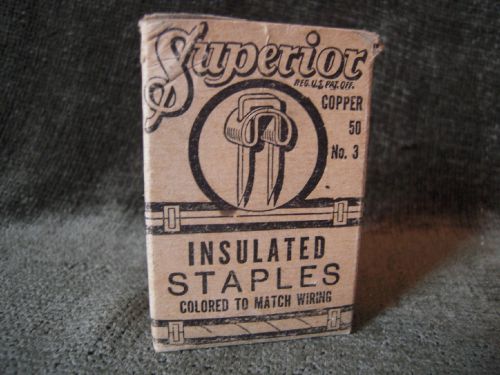 Superior
REG. U.S. PAT. OFF.
COPPER
50
No. 3
INSULATED
STAPLES
COLORED TO MATCH WIRING